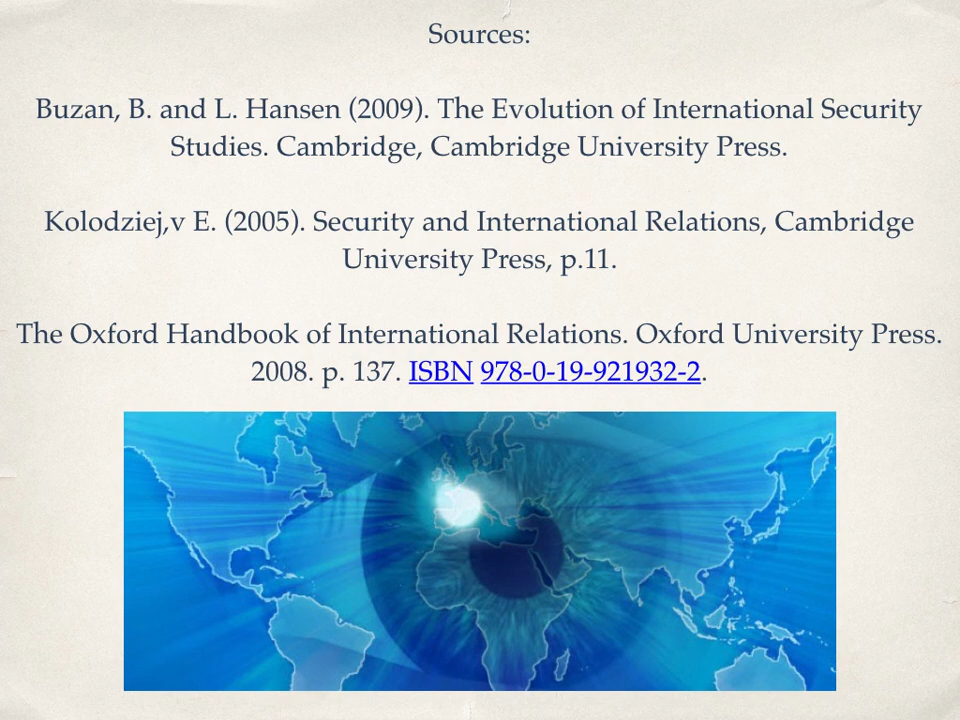 Sources:
Buzan, B. and L. Hansen (2009). The Evolution of International Security
Studies. Cambridge, Cambridge University Press.
Kolodziej,v E. (2005). Security and International Relations, Cambridge
University Press, p.11.
The Oxford Handbook of International Relations. Oxford University Press.
2008. p. 137. ISBN 978-0-19-921932-2.